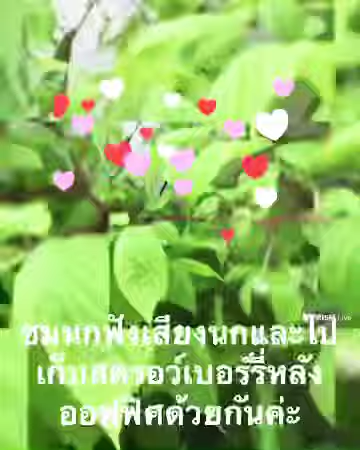 ชมนกฟังเสียงนกและไป
เก็บสตรอว์เบอร์รี่หลัง
ออฟฟิศด้วยกันค่ะ